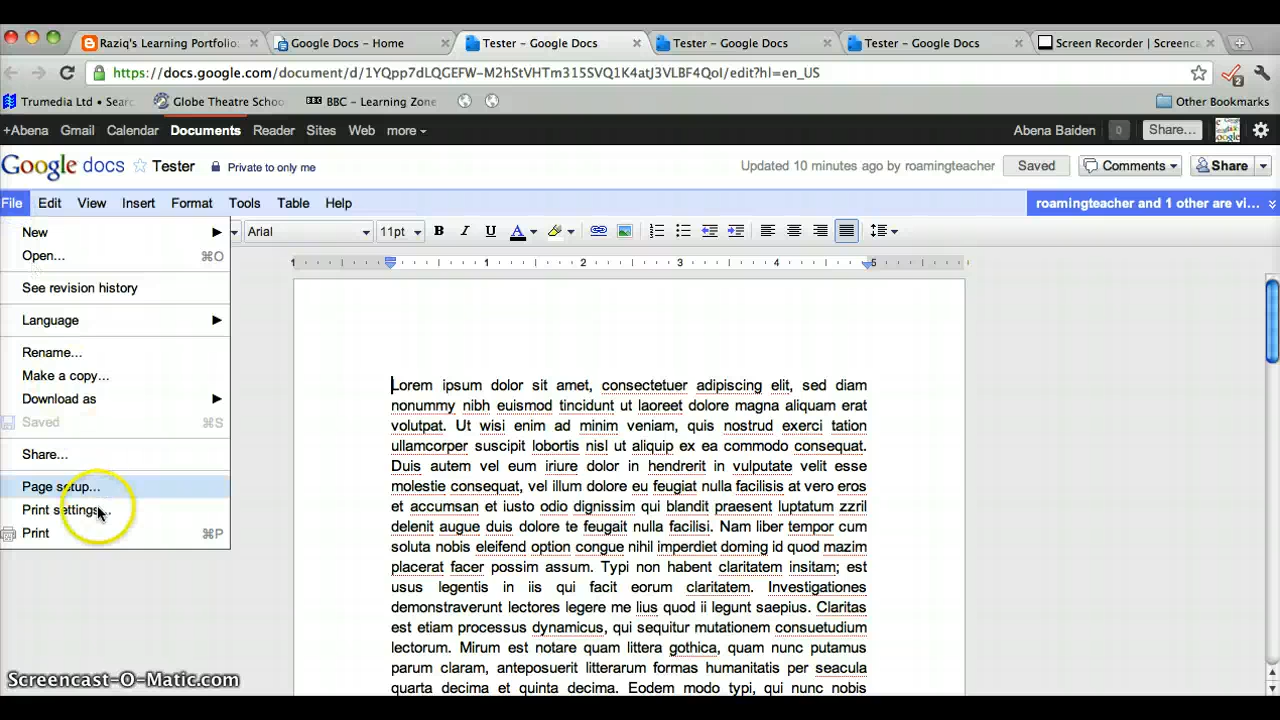 Raziq's Learning Portfolio:
Google Docs - Home
Tester - Google Docs
Tester - Google Docs
Tester - Google Docs
Screen Recorder | Screenca
https://docs.google.com/document/d/1YQpp7dLQGEFW-M2hStVHTm315SVQ1K4atJ3VLBF4QoI/edit?hl=en_US
2
Trumedia Ltd • Searc
Globe Theatre Schoo
BBC BBC – Learning Zone
Other Bookmarks
+Abena Gmail Calendar Documents Reader Sites Web more
Abena Baiden 0 Share...
Google docs Tester Private to only me
Updated 10 minutes ago by roamingteacher Saved Comments Share
File Edit View Insert Format Tools Table Help
roamingteacher and 1 other are vi...
Arial 11pt B I U A
1 1 2 3 4 5
New
Open... ⌘O
See revision history
Language
Rename...
Make a copy...
Download as
Saved ⌘S
Share...
Page setup...
Print settings...
Print ⌘P
Lorem ipsum dolor sit amet, consectetuer adipiscing elit, sed diam
nonummy nibh euismod tincidunt ut laoreet dolore magna aliquam erat
volutpat. Ut wisi enim ad minim veniam, quis nostrud exerci tation
ullamcorper suscipit lobortis nisl ut aliquip ex ea commodo consequat.
Duis autem vel eum iriure dolor in hendrerit in vulputate velit esse
molestie consequat, vel illum dolore eu feugiat nulla facilisis at vero eros
et accumsan et iusto odio dignissim qui blandit praesent luptatum zzril
delenit augue duis dolore te feugait nulla facilisi. Nam liber tempor cum
soluta nobis eleifend option congue nihil imperdiet doming id quod mazim
placerat facer possim assum. Typi non habent claritatem insitam; est
usus legentis in iis qui facit eorum claritatem. Investigationes
demonstraverunt lectores legere me lius quod ii legunt saepius. Claritas
est etiam processus dynamicus, qui sequitur mutationem consuetudium
lectorum. Mirum est notare quam littera gothica, quam nunc putamus
parum claram, anteposuerit litterarum formas humanitatis per seacula
quarta decima et quinta decima. Eodem modo typi, qui nunc nobis
Screencast-O-Matic.com